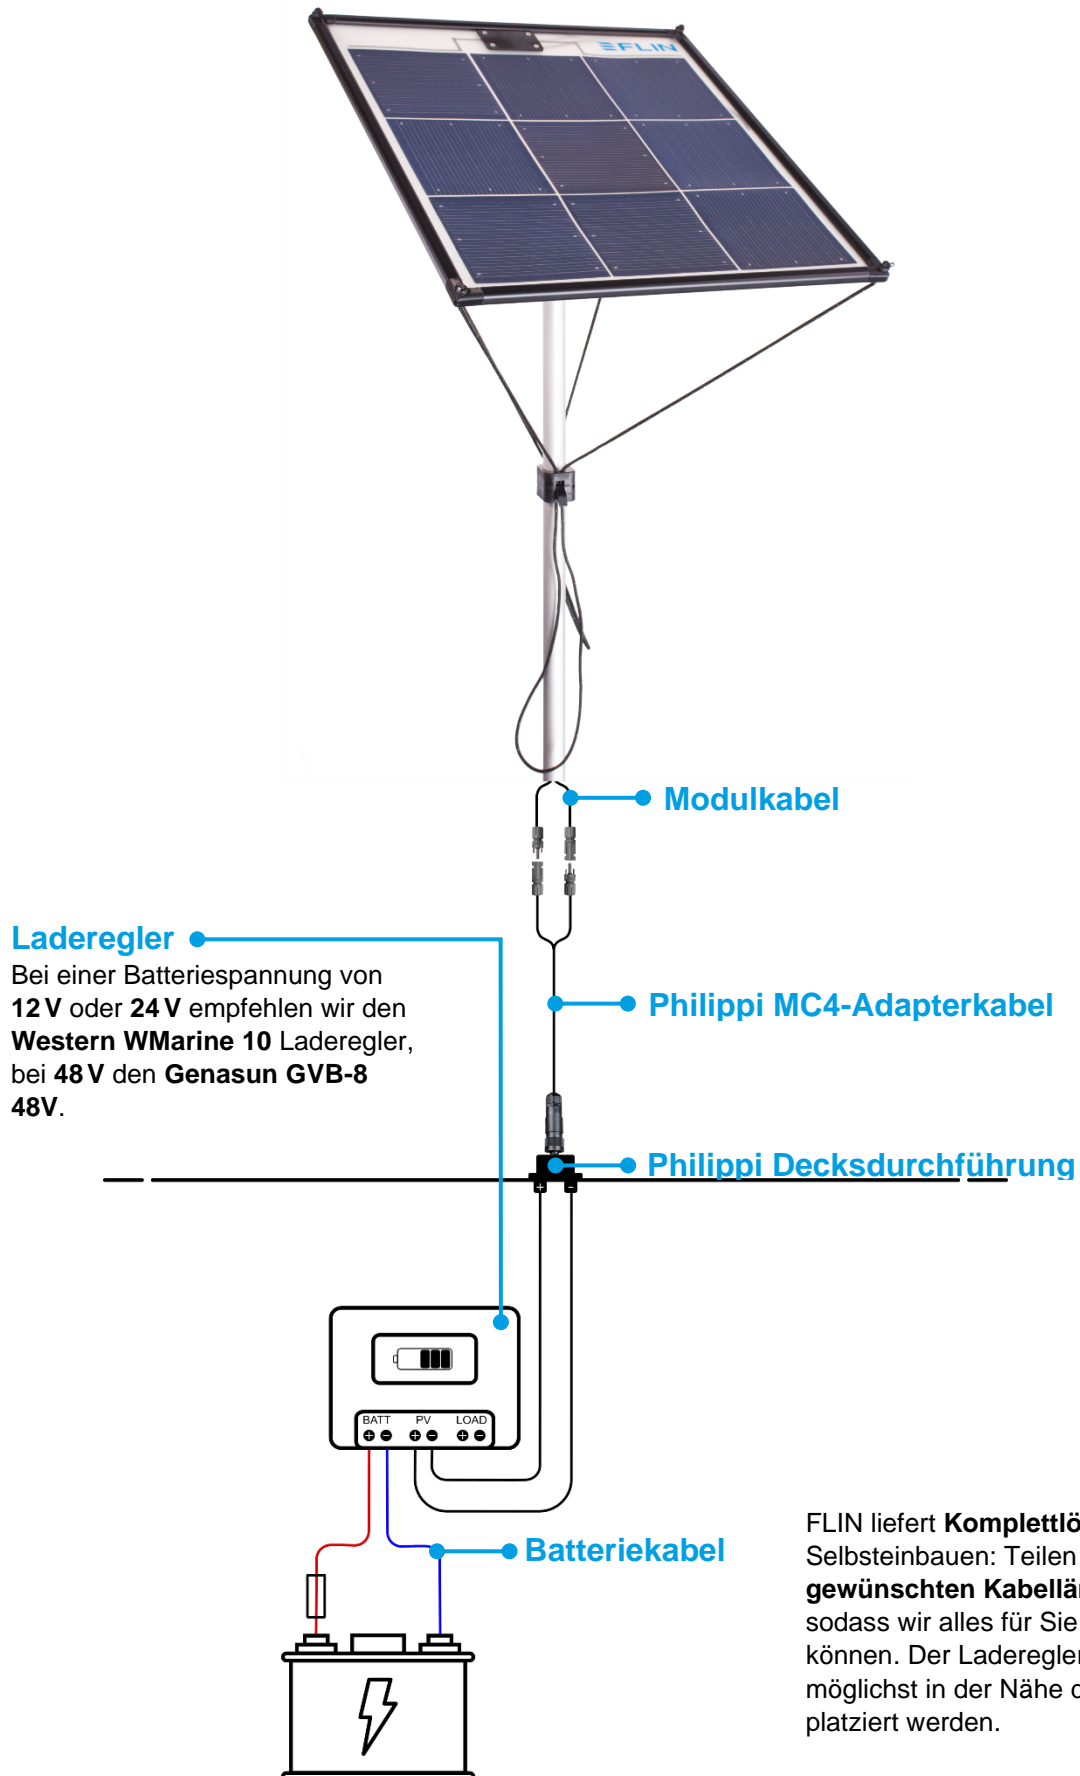 FLIN
Modulkabel
Laderegler
Bei einer Batteriespannung von
12 V oder 24 V empfehlen wir den
Western WMarine 10 Laderegler,
bei 48 V den Genasun GVB-8
48V.
Philippi MC4-Adapterkabel
Philippi Decksdurchführung
+ −
BATT PV LOAD
+ − + − + −
Batteriekabel
FLIN liefert
Selbsteinbauen: Teilen
gewünschten
sodass wir alles für Sie
können. Der Laderegler
möglichst in der Nähe
platziert werden.